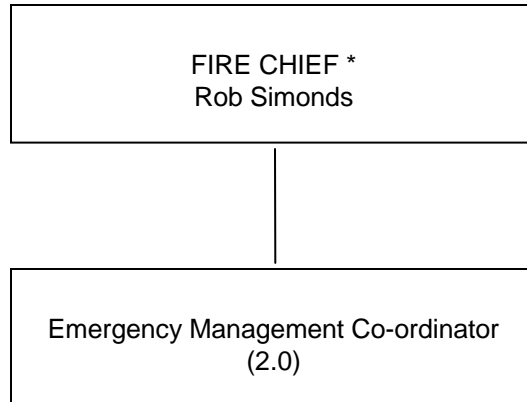 FIRE CHIEF *
Rob Simonds
Emergency Management Co-ordinator
(2.0)